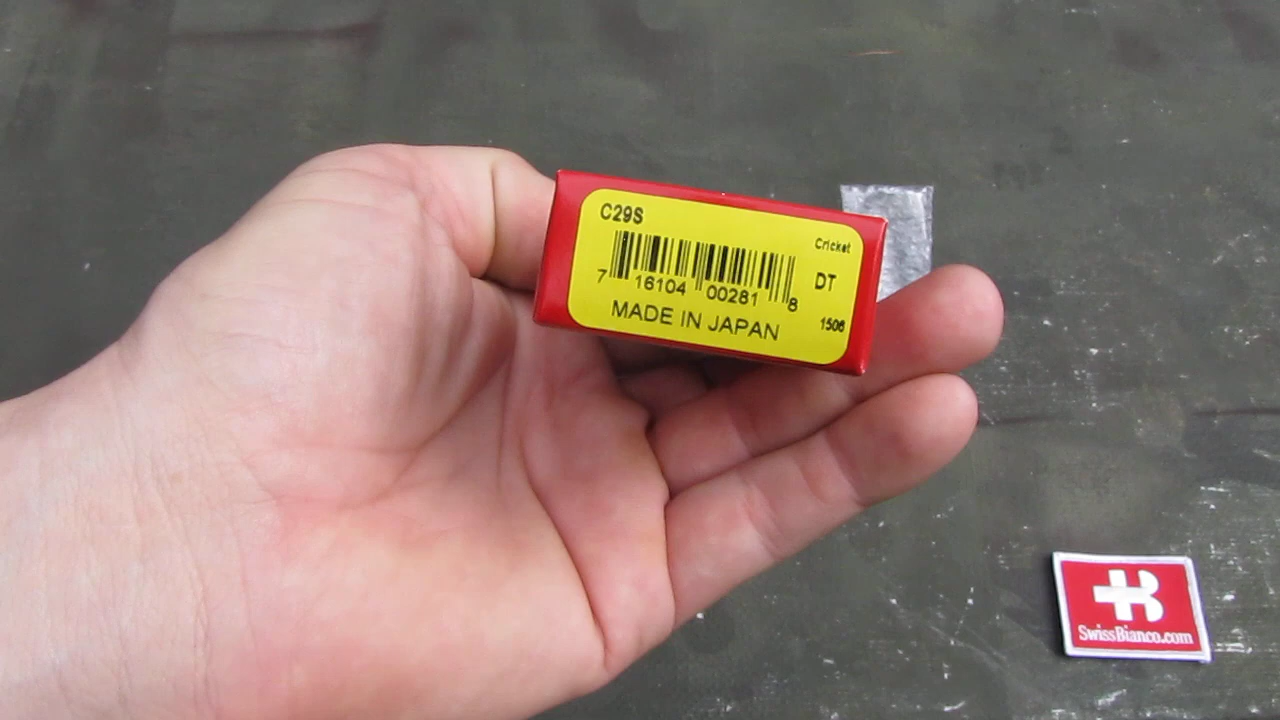 C29S
Cricket
DT
7 16104 00281 8
MADE IN JAPAN
1506
SwissBianco.com